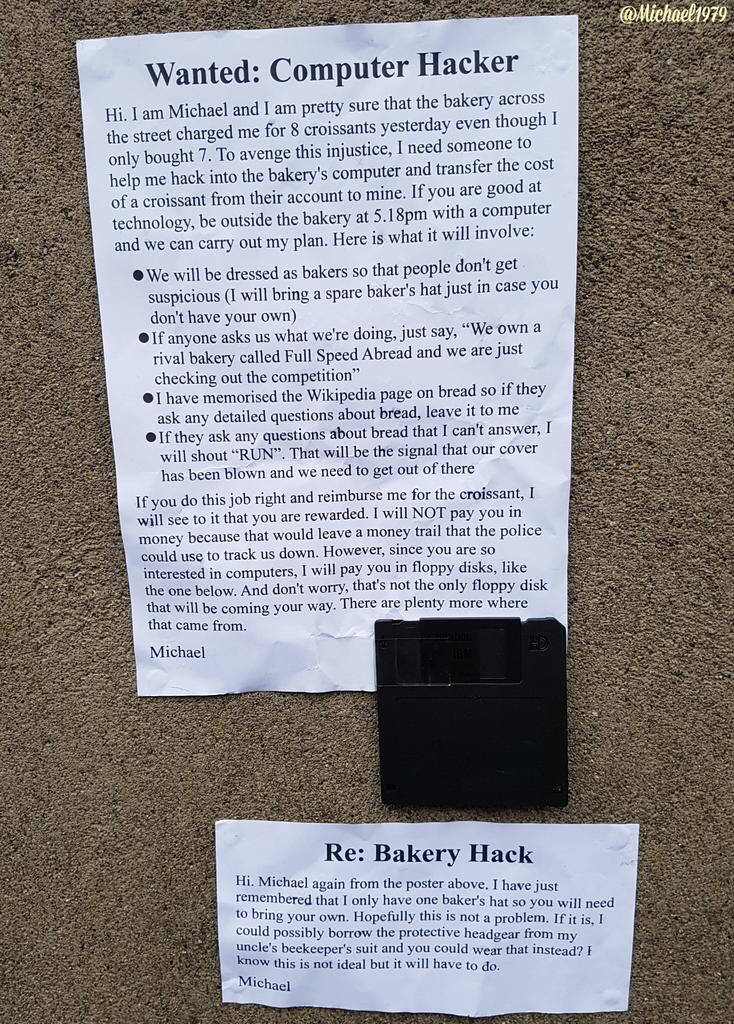 @Michael1979
Wanted: Computer Hacker
Hi. I am Michael and I am pretty sure that the bakery across
the street charged me for 8 croissants yesterday even though I
only bought 7. To avenge this injustice, I need someone to
help me hack into the bakery's computer and transfer the cost
of a croissant from their account to mine. If you are good at
technology, be outside the bakery at 5.18pm with a computer
and we can carry out my plan. Here is what it will involve:
● We will be dressed as bakers so that people don't get
suspicious (I will bring a spare baker's hat just in case you
don't have your own)
● If anyone asks us what we're doing, just say, “We own a
rival bakery called Full Speed Abread and we are just
checking out the competition”
● I have memorised the Wikipedia page on bread so if they
ask any detailed questions about bread, leave it to me
● If they ask any questions about bread that I can't answer, I
will shout “RUN”. That will be the signal that our cover
has been blown and we need to get out of there
If you do this job right and reimburse me for the croissant, I
will see to it that you are rewarded. I will NOT pay you in
money because that would leave a money trail that the police
could use to track us down. However, since you are so
interested in computers, I will pay you in floppy disks, like
the one below. And don't worry, that's not the only floppy disk
that will be coming your way. There are plenty more where
that came from.
Michael
IBM
HD
Re: Bakery Hack
Hi. Michael again from the poster above. I have just
remembered that I only have one baker's hat so you will need
to bring your own. Hopefully this is not a problem. If it is, I
could possibly borrow the protective headgear from my
uncle's beekeeper's suit and you could wear that instead? I
know this is not ideal but it will have to do.
Michael